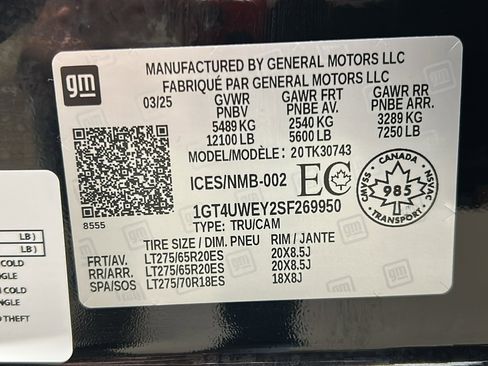 gm
MANUFACTURED BY GENERAL MOTORS LLC
FABRIQUÉ PAR GENERAL MOTORS LLC
03/25 GVWR GAWR FRT GAWR RR
PNBV PNBE AV. PNBE ARR.
5489 KG 2540 KG 3289 KG
12100 LB 5600 LB 7250 LB
MODEL/MODÈLE: 20TK30743
ICES/NMB-002 EC
CANADA
CMVSS 985 NSVAC
TRANSPORT
8555
1GT4UWEY2SF269950
TYPE: TRU/CAM
TIRE SIZE / DIM. PNEU RIM / JANTE
FRT/AV. LT275/65R20ES 20X8.5J
RR/ARR. LT275/65R20ES 20X8.5J
SPA/SOS LT275/70R18ES 18X8J
LB)
LB)
COLD
NGLE
COLD
NGLE
THEFT